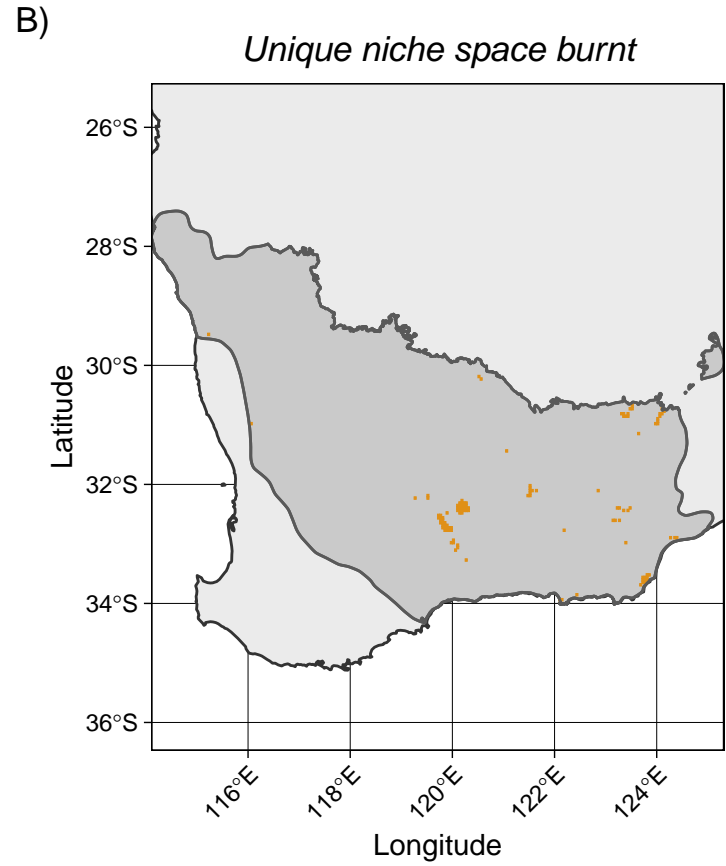 B)
Unique niche space burnt
26°S
28°S
30°S
32°S
34°S
36°S
Latitude
116°E
118°E
120°E
122°E
124°E
Longitude